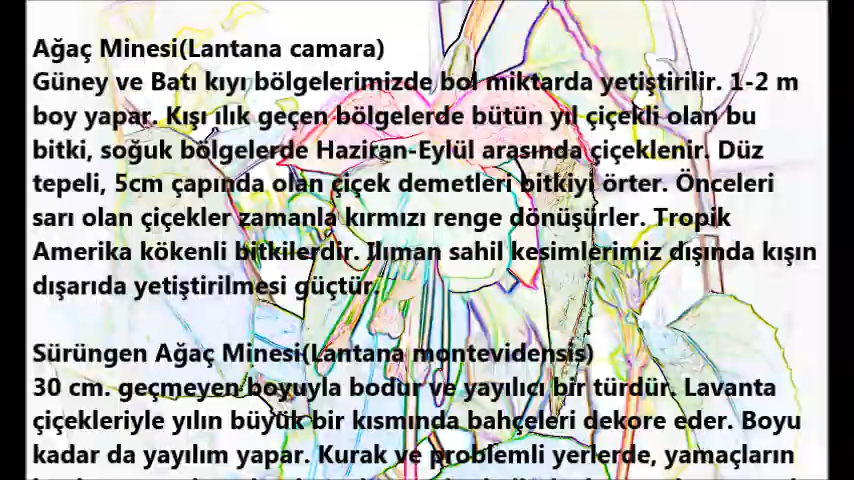 Ağaç Minesi(Lantana camara)
Güney ve Batı kıyı bölgelerimizde bol miktarda yetiştirilir. 1-2 m
boy yapar. Kışı ılık geçen bölgelerde bütün yıl çiçekli olan bu
bitki, soğuk bölgelerde Haziran-Eylül arasında çiçeklenir. Düz
tepeli, 5cm çapında olan çiçek demetleri bitkiyi örter. Önceleri
sarı olan çiçekler zamanla kırmızı renge dönüşürler. Tropik
Amerika kökenli bitkilerdir. Ilıman sahil kesimlerimiz dışında kışın
dışarıda yetiştirilmesi güçtür.
Sürüngen Ağaç Minesi(Lantana montevidensis)
30 cm. geçmeyen boyuyla bodur ve yayılıcı bir türdür. Lavanta
çiçekleriyle yılın büyük bir kısmında bahçeleri dekore eder. Boyu
kadar da yayılım yapar. Kurak ve problemli yerlerde, yamaçların